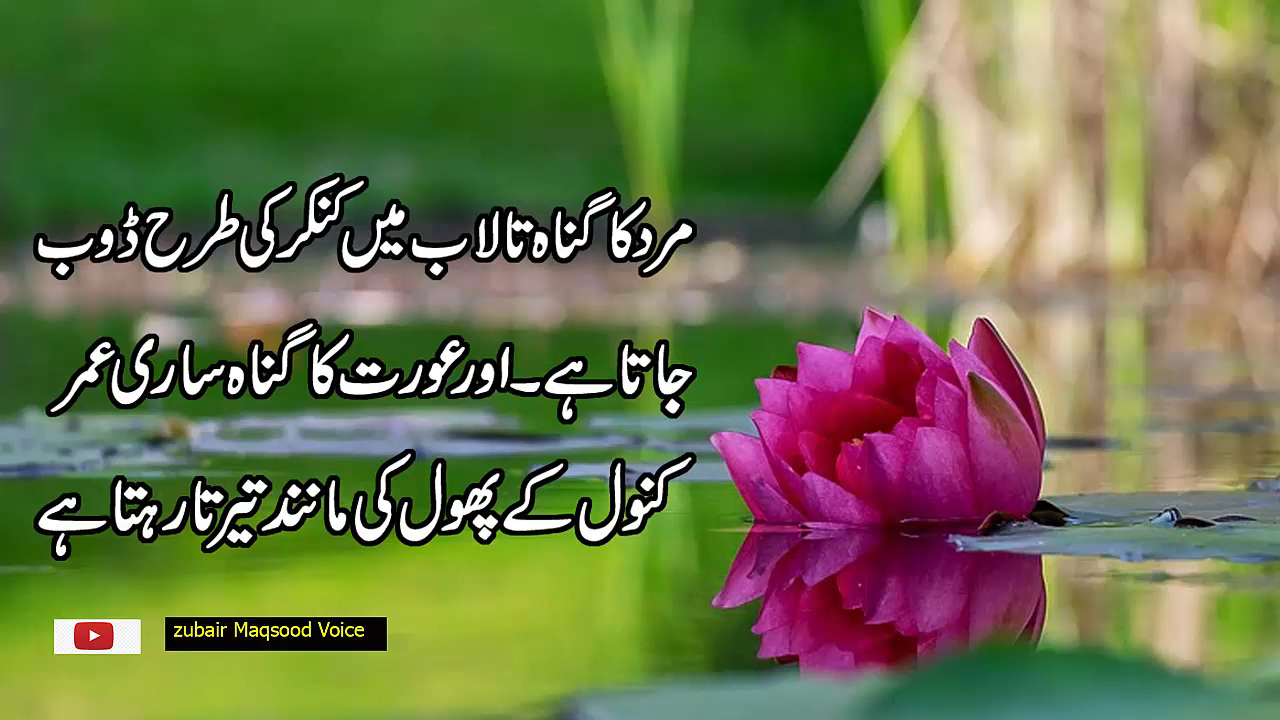 مرد کا گناہ تالاب میں کنکر کی طرح ڈوب
جاتا ہے۔ اور عورت کا گناہ ساری عمر
کنول کے پھول کی مانند تیرتا رہتا ہے
zubair Maqsood Voice